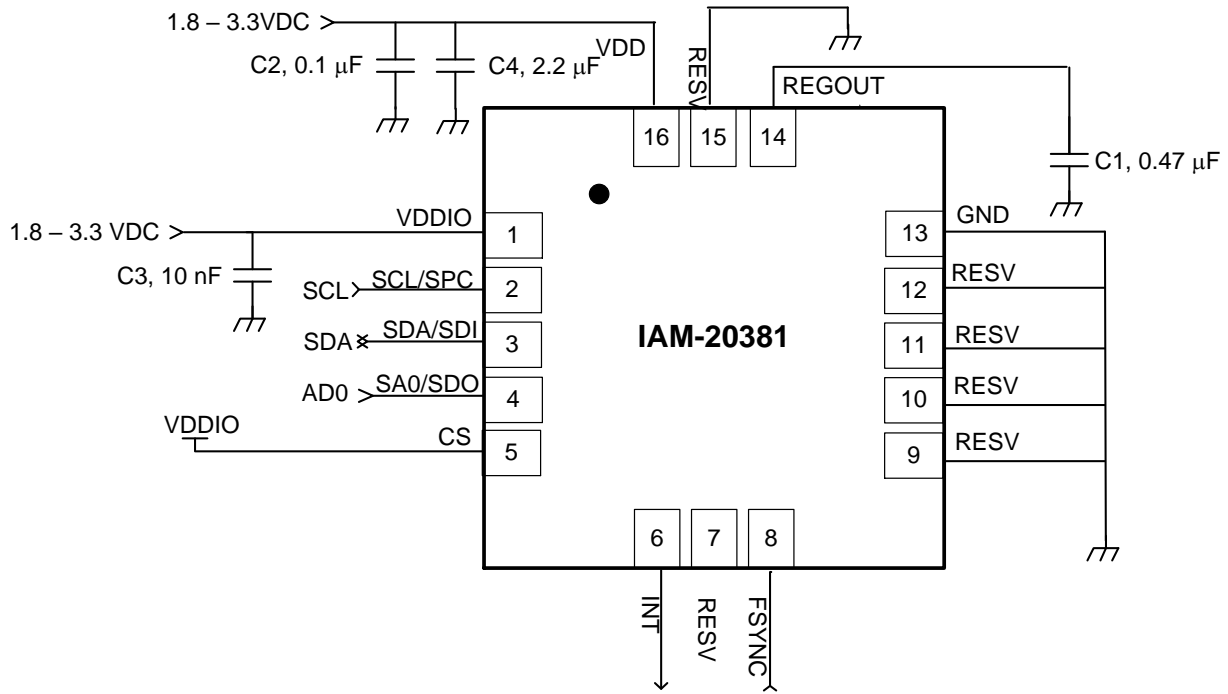 1.8 – 3.3VDC
VDD
C2, 0.1 μF
C4, 2.2 μF
RESV
REGOUT
16
15
14
C1, 0.47 μF
1.8 – 3.3 VDC
VDDIO
1
C3, 10 nF
SCL
SCL/SPC
2
SDA
SDA/SDI
3
AD0
SA0/SDO
4
VDDIO
CS
5
IAM-20381
13
GND
12
RESV
11
RESV
10
RESV
9
RESV
6
7
8
INT
RESV
FSYNC